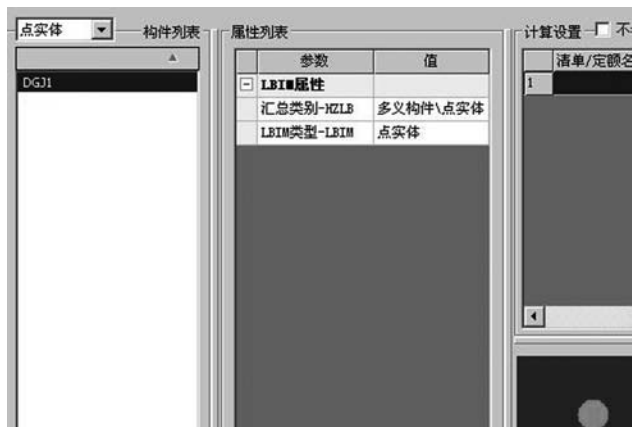 点实体 构件列表 属性列表 计算设置 不
参数 值 清单/定额名
DGJ1 LBIM属性 1
汇总类别-HZLB 多义构件\点实体
LBIM类型-LBIM 点实体